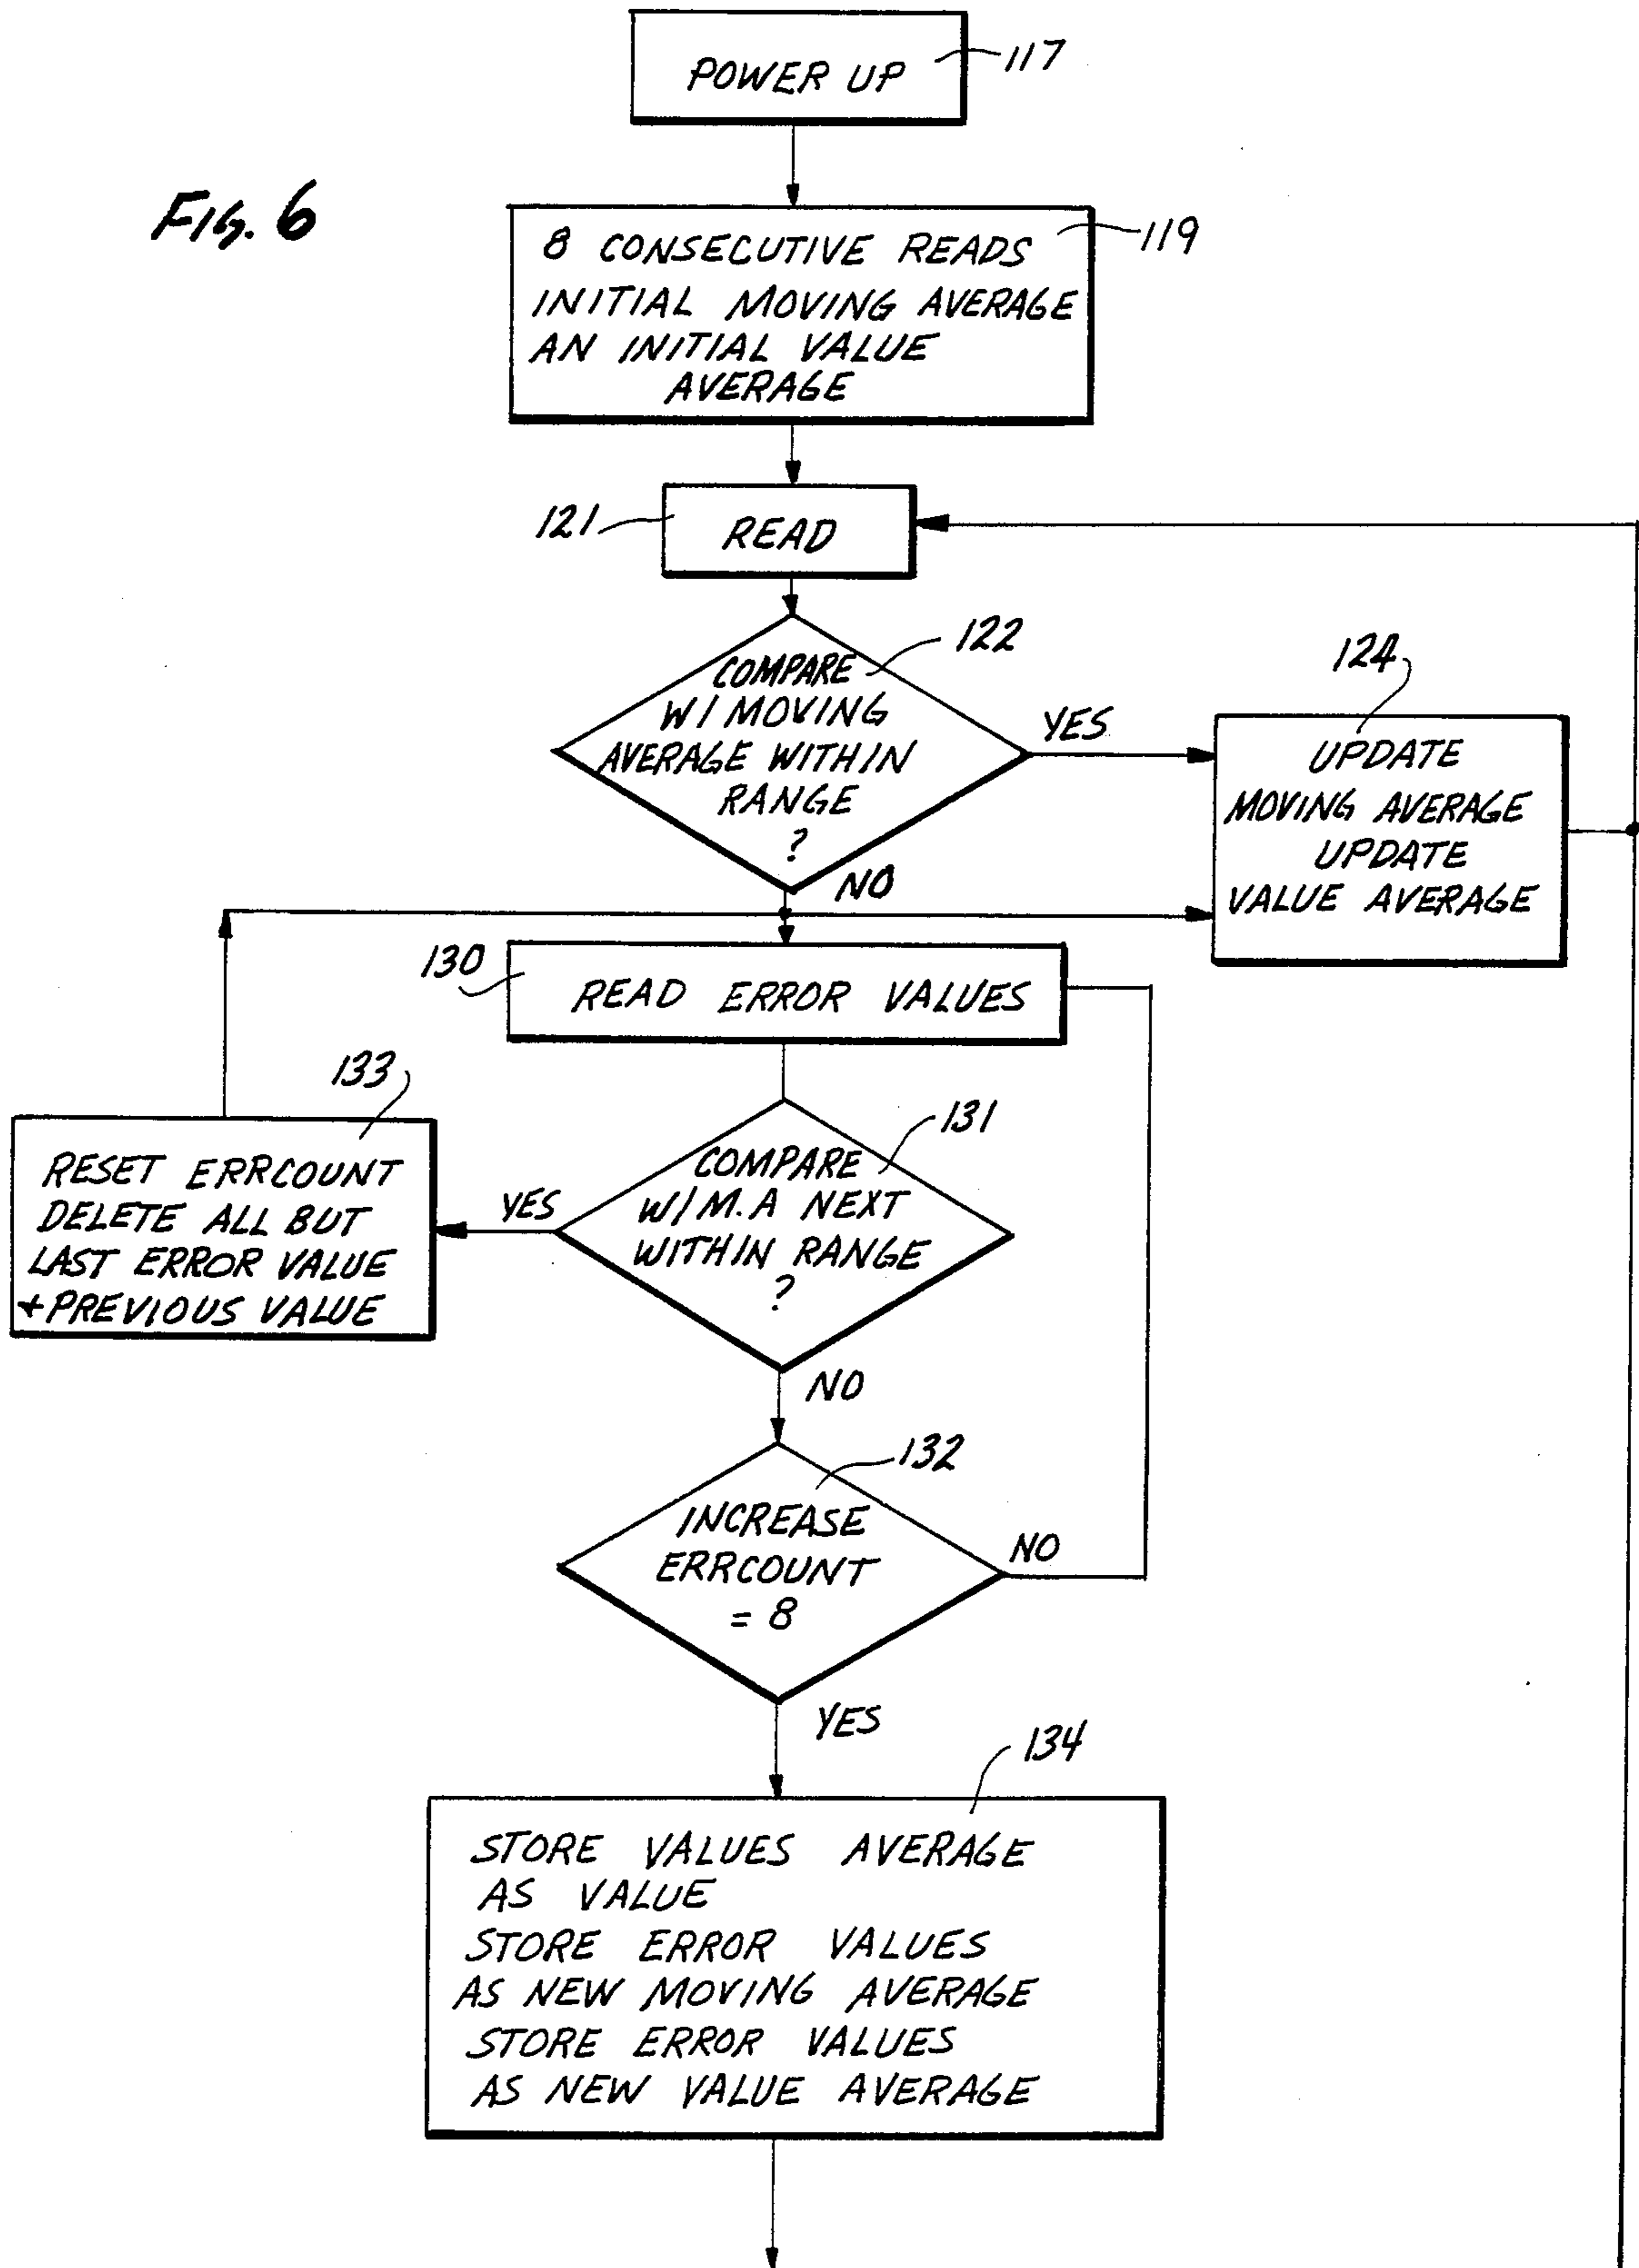 POWER UP
117
FIG. 6
8 CONSECUTIVE READS
INITIAL MOVING AVERAGE
AN INITIAL VALUE
AVERAGE
119
121
READ
COMPARE
W/ MOVING
AVERAGE WITHIN
RANGE
?
122
YES
NO
124
UPDATE
MOVING AVERAGE
UPDATE
VALUE AVERAGE
130
READ ERROR VALUES
133
RESET ERRCOUNT
DELETE ALL BUT
LAST ERROR VALUE
+PREVIOUS VALUE
YES
COMPARE
W/M.A NEXT
WITHIN RANGE
?
131
NO
132
INCREASE
ERRCOUNT
= 8
NO
YES
134
STORE VALUES AVERAGE
AS VALUE
STORE ERROR VALUES
AS NEW MOVING AVERAGE
STORE ERROR VALUES
AS NEW VALUE AVERAGE